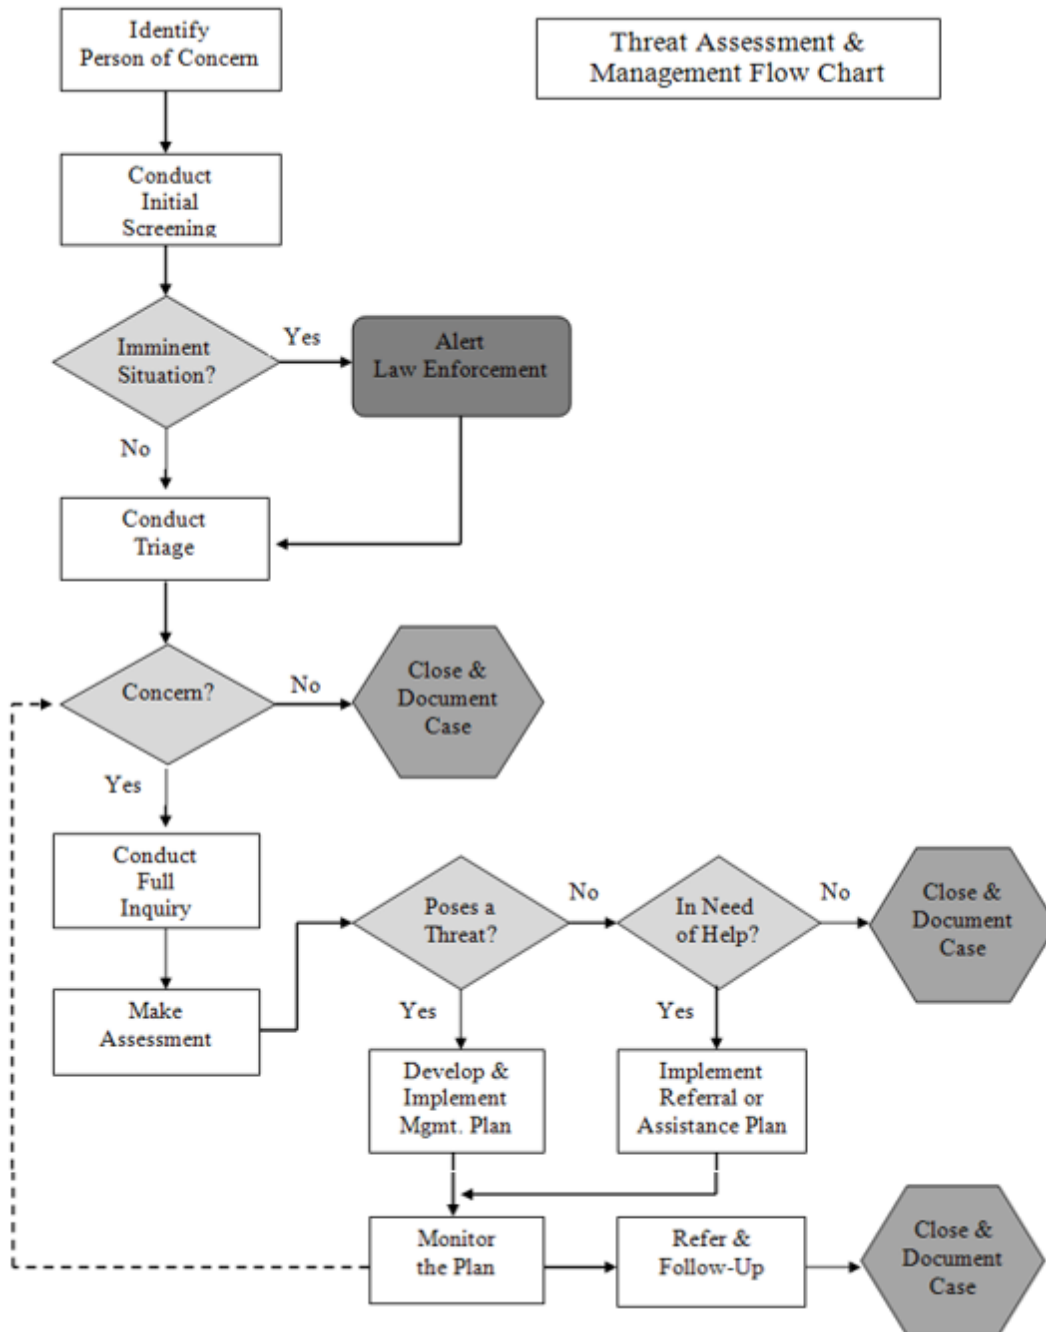 Identify
Person of Concern
Threat Assessment &
Management Flow Chart
Conduct
Initial
Screening
Imminent
Situation?
Yes
Alert
Law Enforcement
No
Conduct
Triage
Concern?
No
Close &
Document
Case
Yes
Conduct
Full
Inquiry
Poses a
Threat?
No
In Need
of Help?
No
Close &
Document
Case
Make
Assessment
Yes
Yes
Develop &
Implement
Mgmt. Plan
Implement
Referral or
Assistance Plan
Monitor
the Plan
Refer &
Follow-Up
Close &
Document
Case